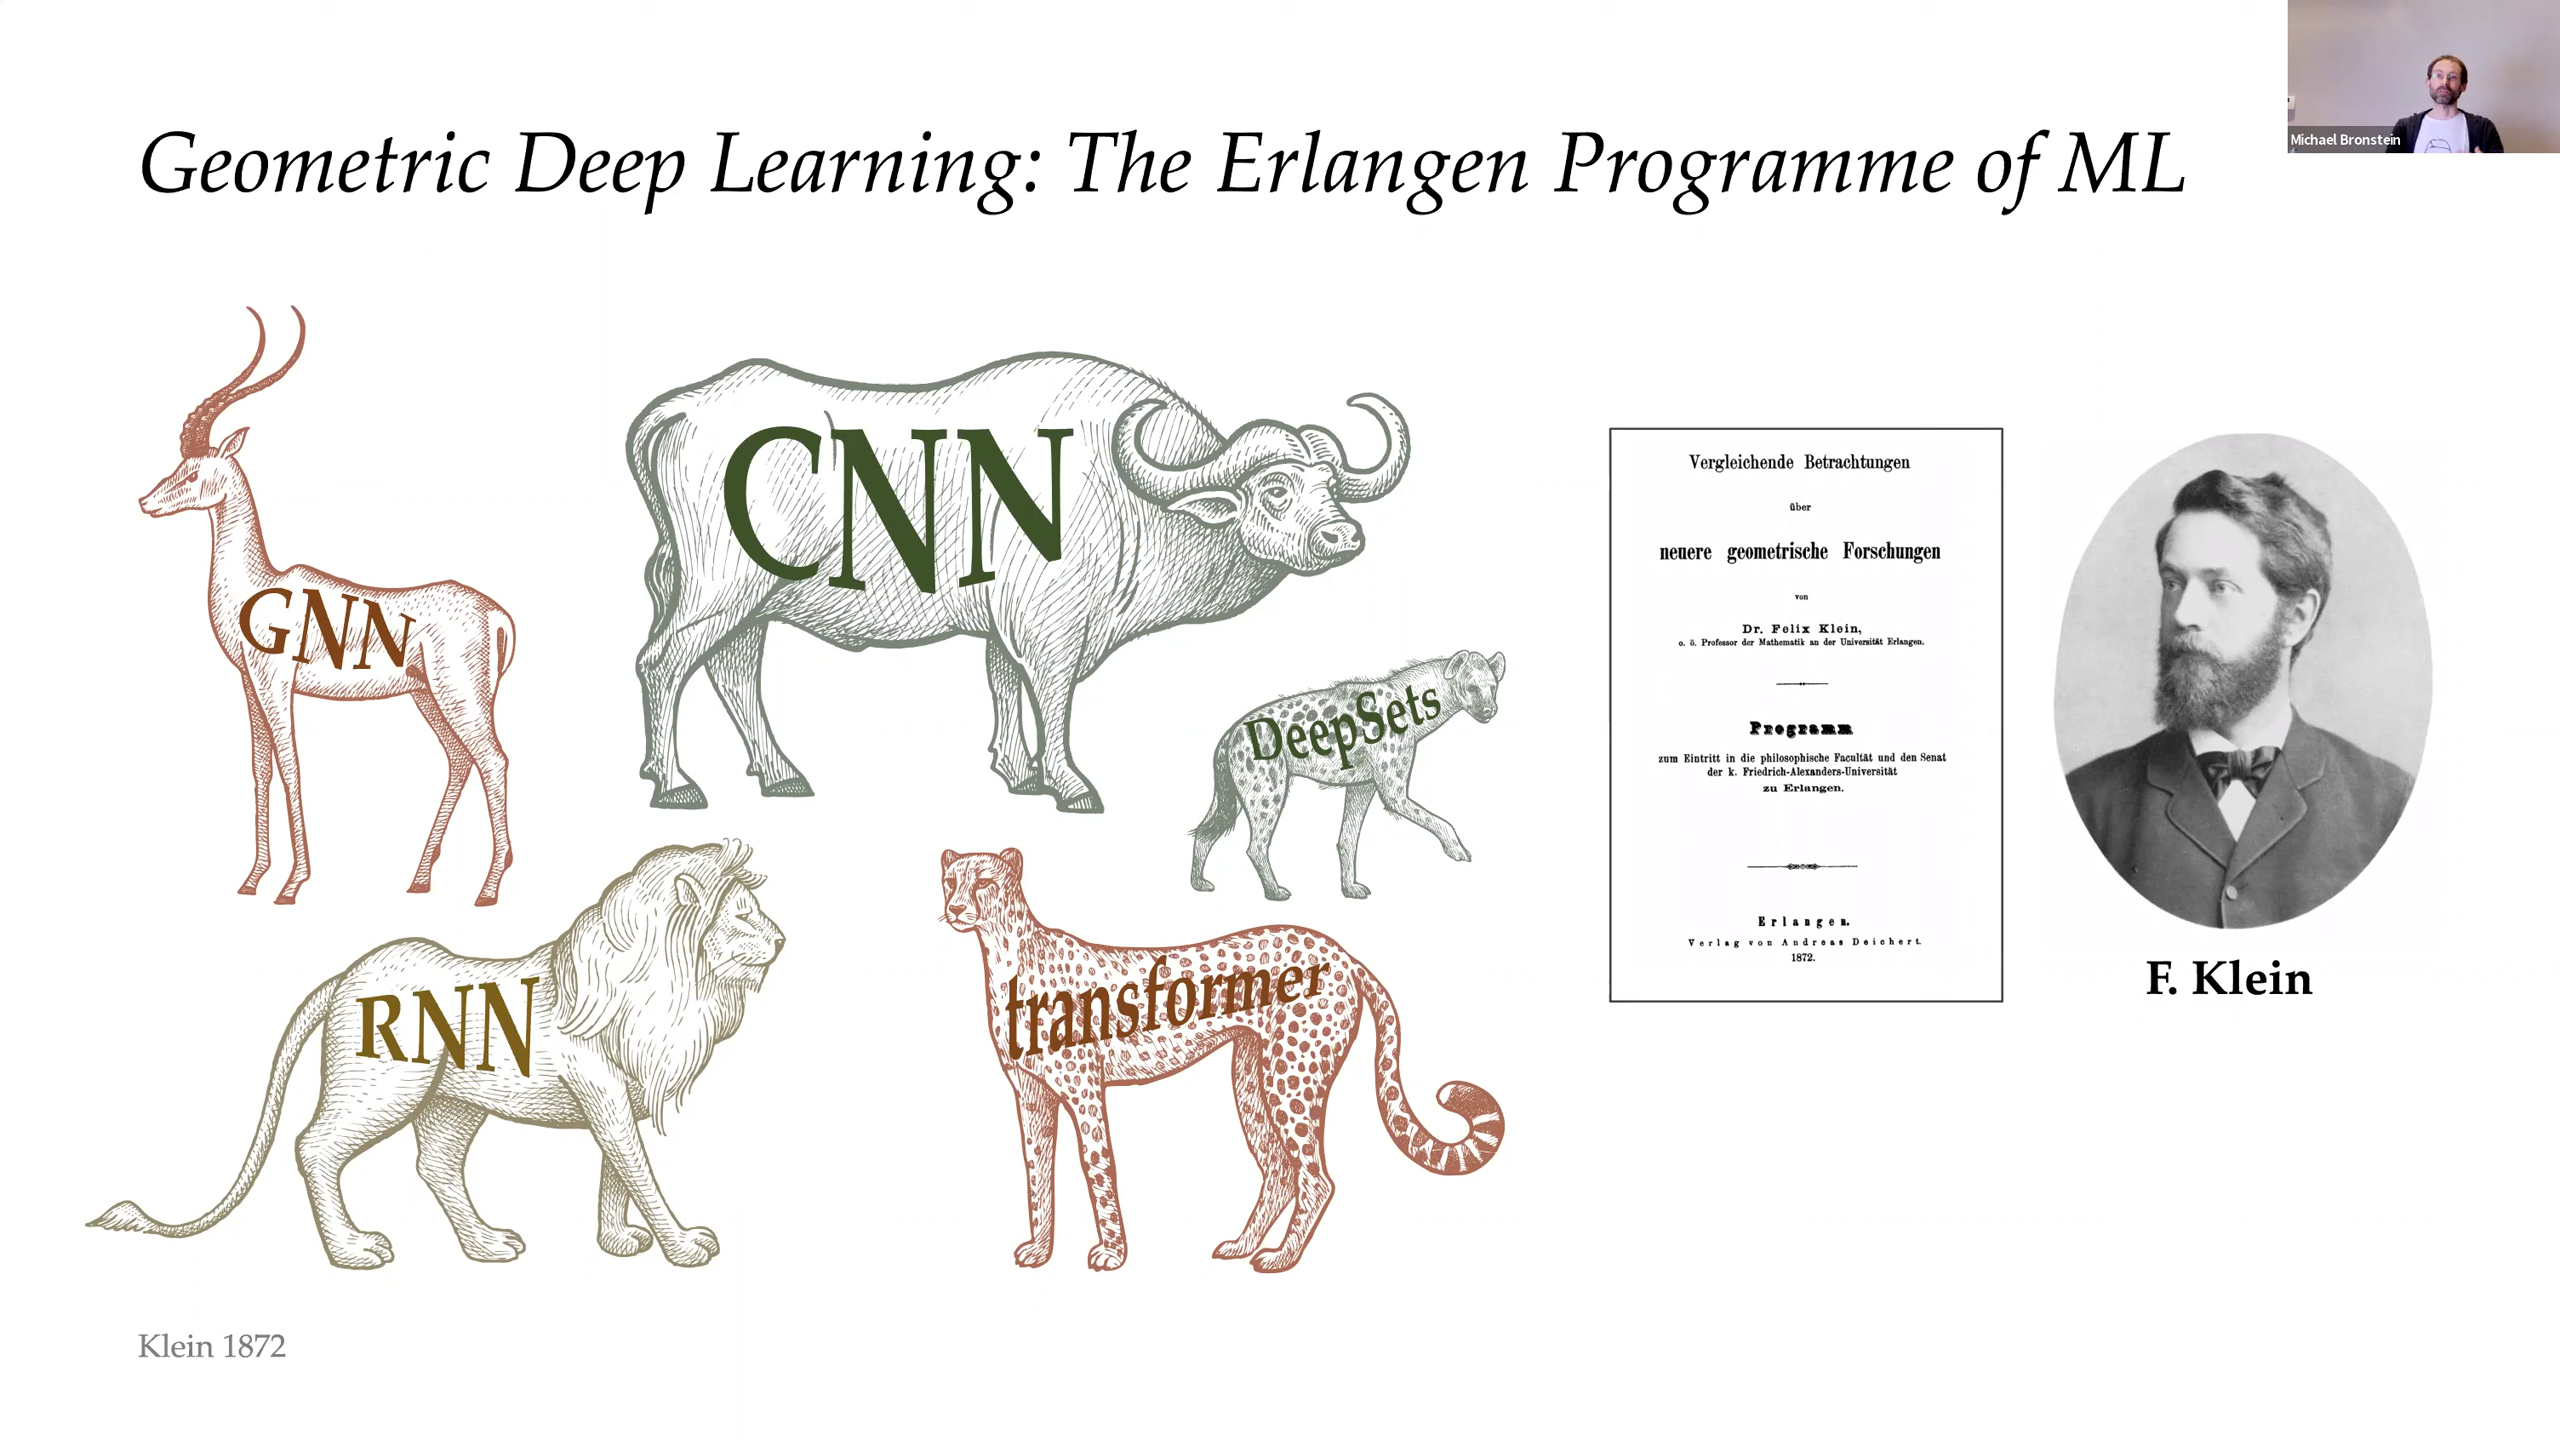 Geometric Deep Learning: The Erlangen Programme of ML
Michael Bronstein
GNN
CNN
DeepSets
RNN
transformer
Vergleichende Betrachtungen
über
neuere geometrische Forschungen
von
Dr. Felix Klein,
o. ö. Professor der Mathematik an der Universität Erlangen.
Programm
zum Eintritt in die philosophische Facultät und den Senat
der k. Friedrich-Alexanders-Universität
zu Erlangen.
Erlangen.
Verlag von Andreas Deichert.
1872.
F. Klein
Klein 1872